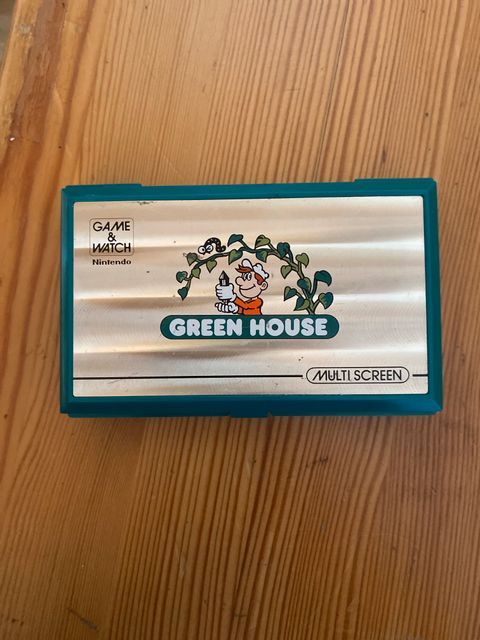 GAME
&
WATCH
Nintendo
GREEN HOUSE
MULTI SCREEN